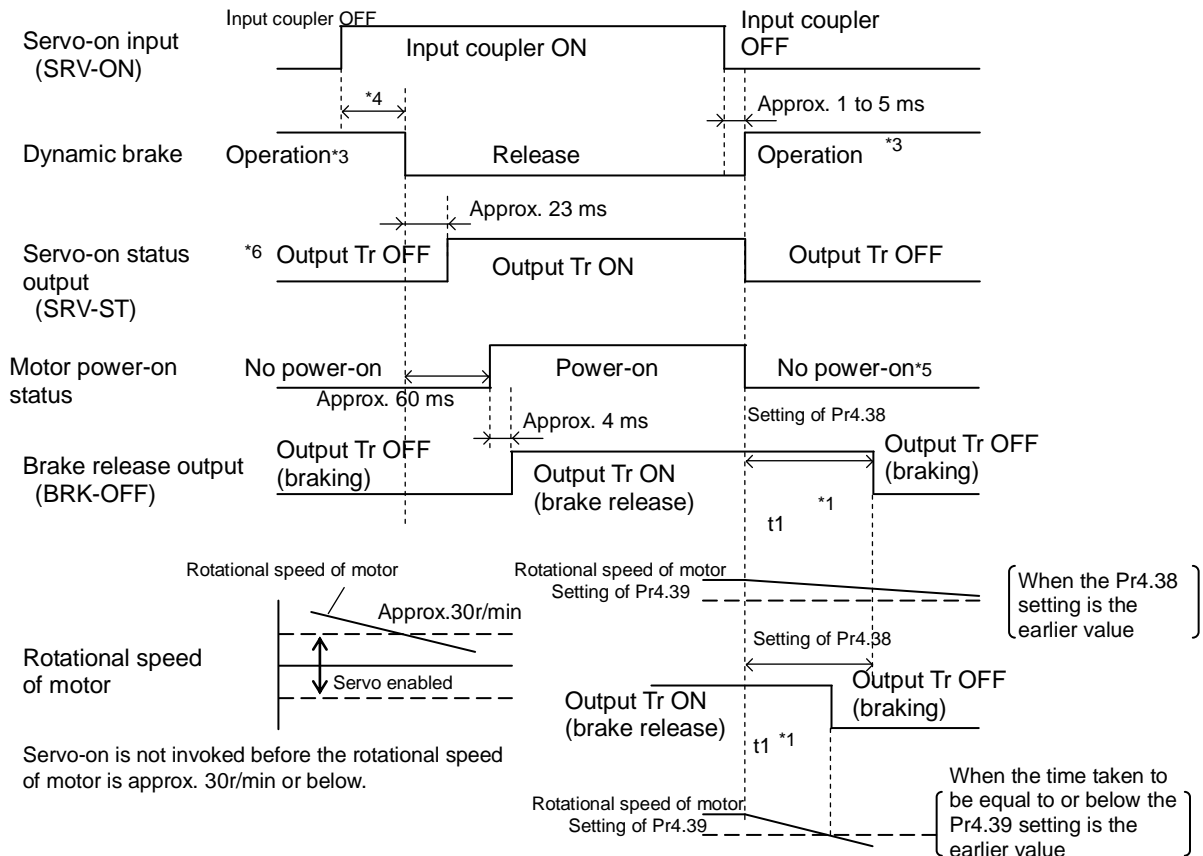 Input coupler OFF
Input coupler
OFF
Servo-on input
(SRV-ON)
Input coupler ON
*4
Approx. 1 to 5 ms
Dynamic brake
Operation*3
Release
Operation *3
Approx. 23 ms
Servo-on status
output
(SRV-ST)
*6 Output Tr OFF
Output Tr ON
Output Tr OFF
Motor power-on
status
No power-on
Power-on
No power-on*5
Approx. 60 ms
Setting of Pr4.38
Approx. 4 ms
Brake release output
(BRK-OFF)
Output Tr OFF
(braking)
Output Tr ON
(brake release)
Output Tr OFF
(braking)
t1 *1
Rotational speed of motor
Approx.30r/min
Rotational speed
of motor
Servo enabled
Servo-on is not invoked before the rotational speed
of motor is approx. 30r/min or below.
Rotational speed of motor
Setting of Pr4.39
When the Pr4.38
setting is the
earlier value
Setting of Pr4.38
Output Tr ON
(brake release)
Output Tr OFF
(braking)
t1 *1
Rotational speed of motor
Setting of Pr4.39
When the time taken to
be equal to or below the
Pr4.39 setting is the
earlier value